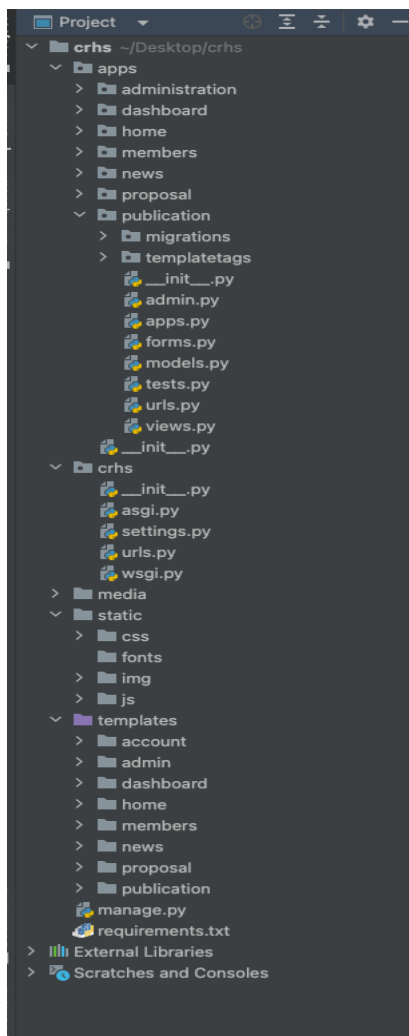 Project
crhs ~/Desktop/crhs
apps
administration
dashboard
home
members
news
proposal
publication
migrations
templatetags
__init__.py
admin.py
apps.py
forms.py
models.py
tests.py
urls.py
views.py
__init__.py
crhs
__init__.py
asgi.py
settings.py
urls.py
wsgi.py
media
static
css
fonts
img
js
templates
account
admin
dashboard
home
members
news
proposal
publication
manage.py
requirements.txt
External Libraries
Scratches and Consoles